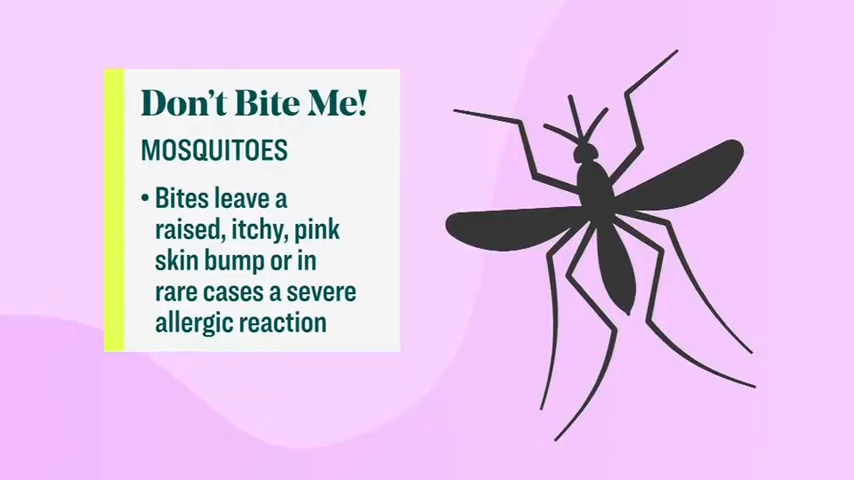 Don't Bite Me!
MOSQUITOES
• Bites leave a
raised, itchy, pink
skin bump or in
rare cases a severe
allergic reaction